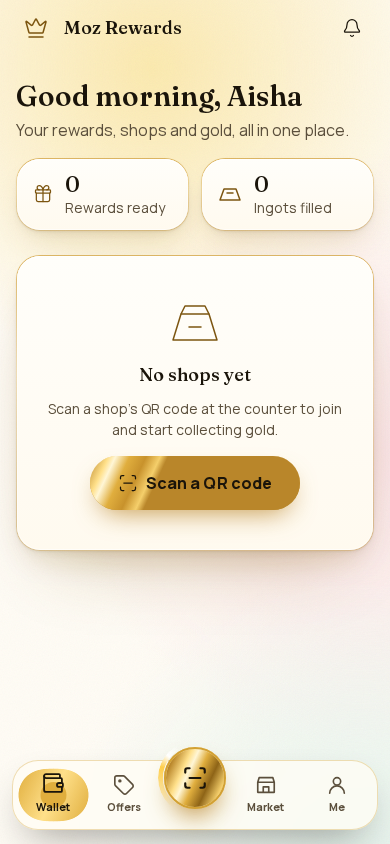 Moz Rewards
Good morning, Aisha
Your rewards, shops and gold, all in one place.
0
Rewards ready
0
Ingots filled
No shops yet
Scan a shop's QR code at the counter to join
and start collecting gold.
Scan a QR code
Wallet
Offers
Market
Me